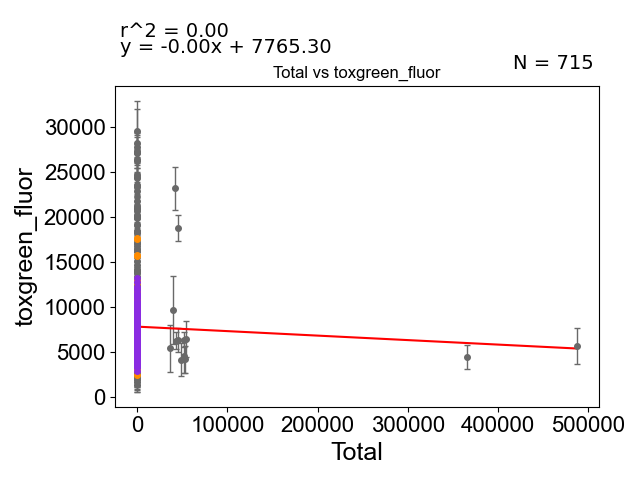 r^2 = 0.00
y = -0.00x + 7765.30
N = 715
Total vs toxgreen_fluor
toxgreen_fluor
30000
25000
20000
15000
10000
5000
0
0 100000 200000 300000 400000 500000
Total